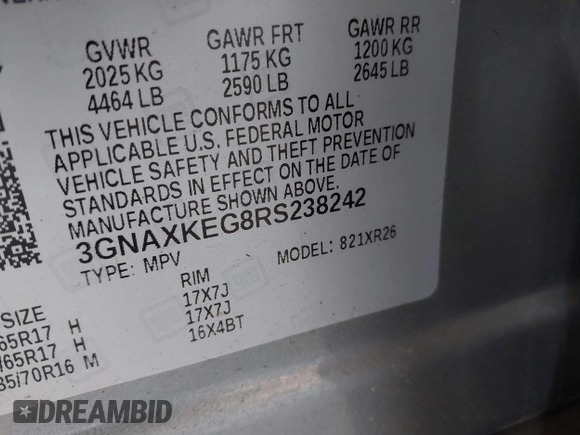 GVWR GAWR FRT GAWR RR
2025 KG 1175 KG 1200 KG
4464 LB 2590 LB 2645 LB
THIS VEHICLE CONFORMS TO ALL
APPLICABLE U.S. FEDERAL MOTOR
VEHICLE SAFETY AND THEFT PREVENTION
STANDARDS IN EFFECT ON THE DATE OF
MANUFACTURE SHOWN ABOVE.
3GNAXKEG8RS238242
TYPE: MPV MODEL: 821XR26
SIZE RIM
65R17 H 17X7J
/65R17 H 17X7J
35/70R16 M 16X4BT
DREAMBID